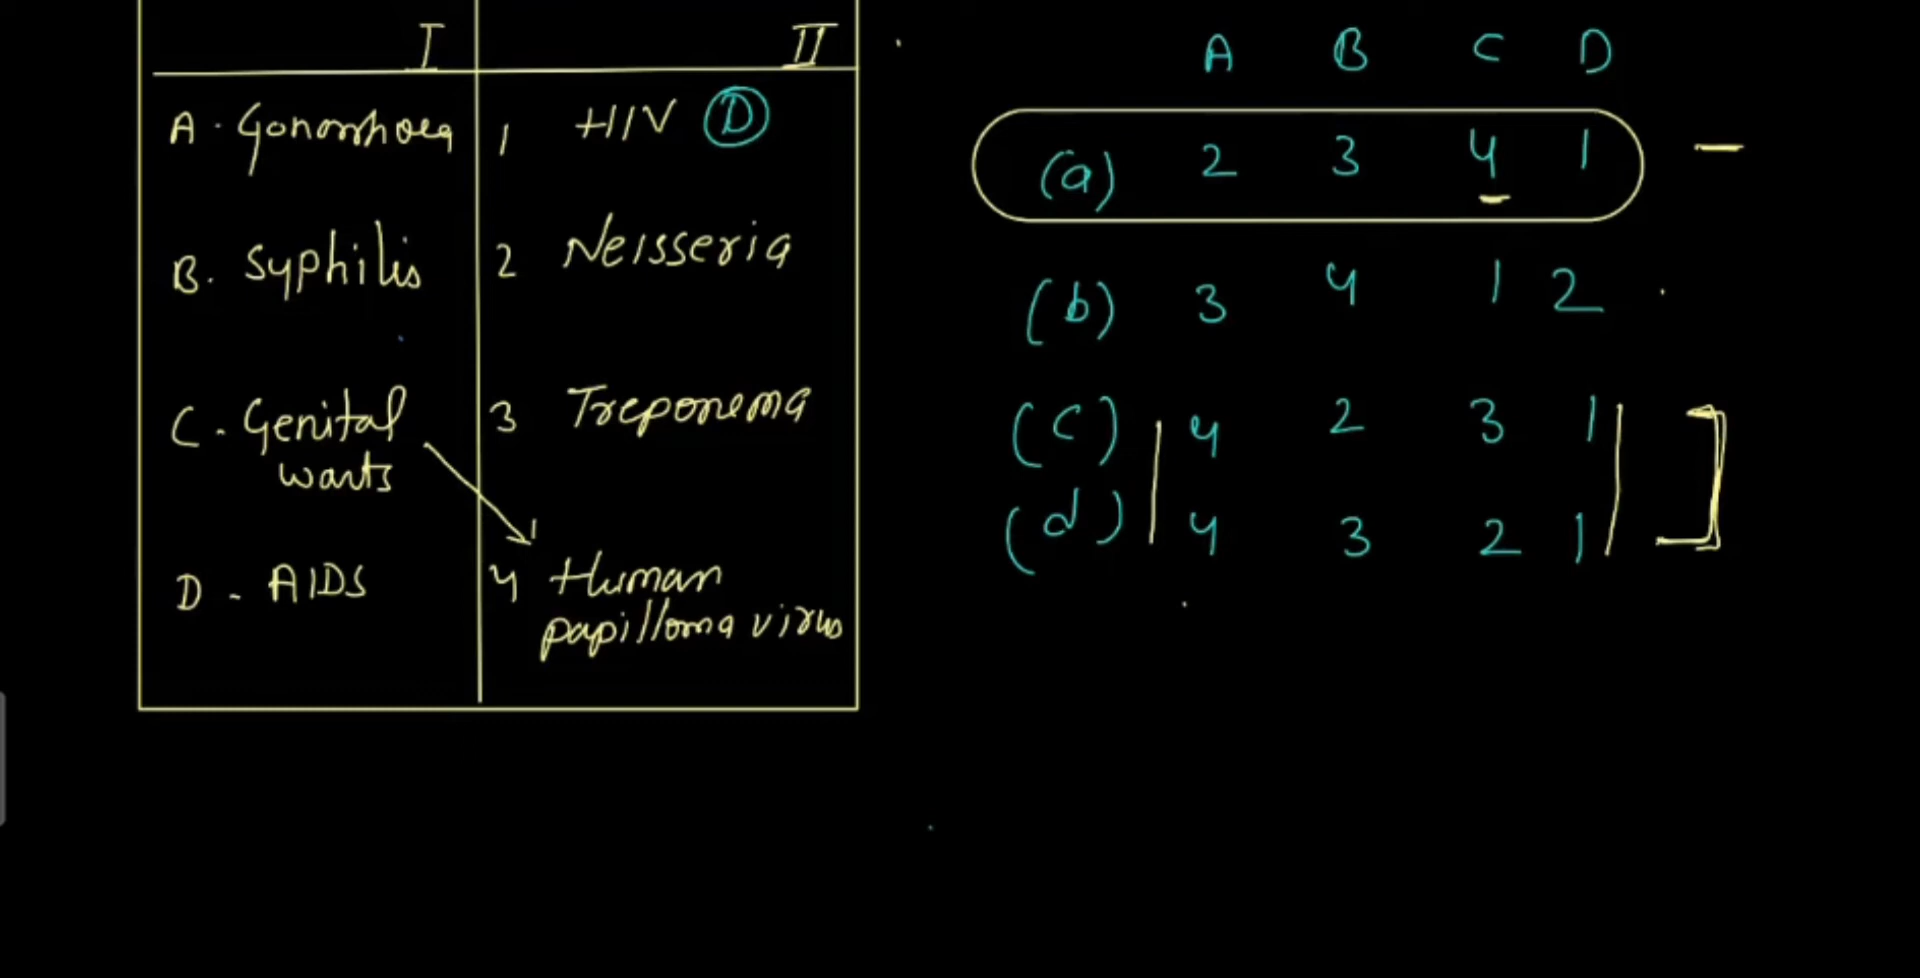 I II
A. Gonorrhoea 1 HIV D
B. Syphilis 2 Neisseria
C. Genital 3 Treponema
warts
D - AIDS 4 Human
papilloma virus
A B C D
(a) 2 3 4 1
(b) 3 4 1 2
(c) 4 2 3 1
(d) 4 3 2 1